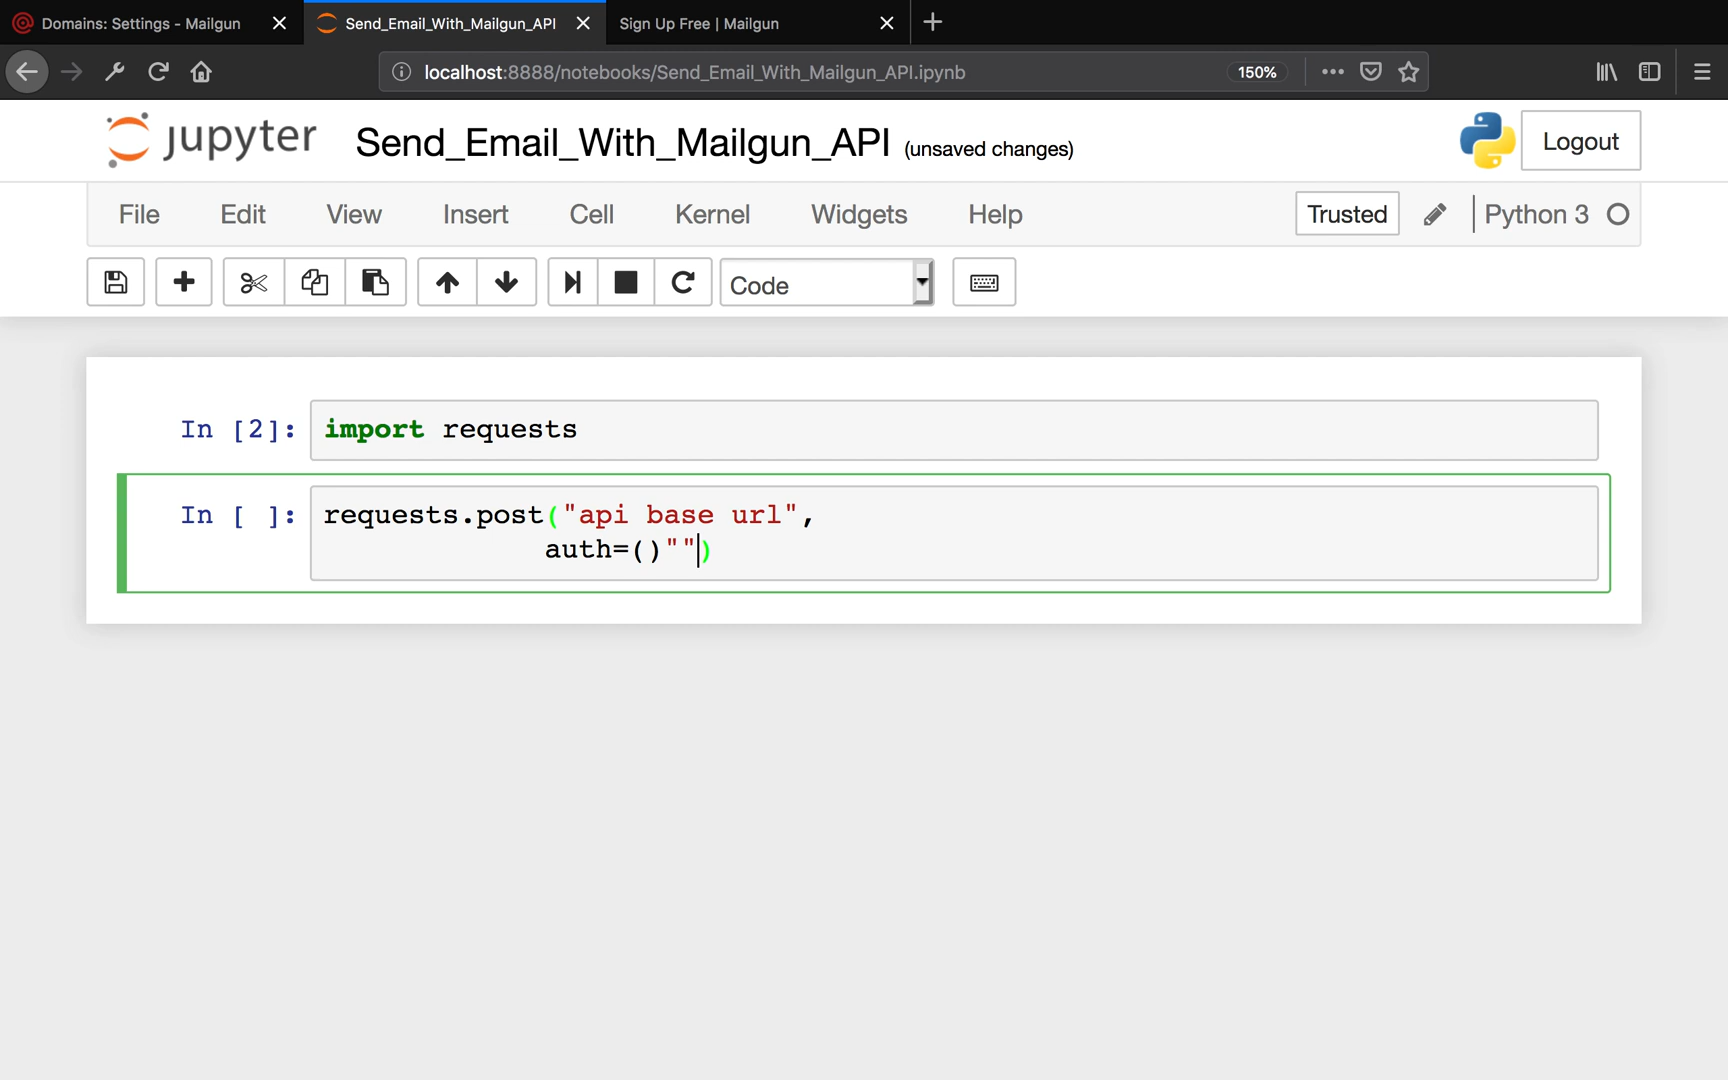 Domains: Settings - Mailgun
Send_Email_With_Mailgun_API
Sign Up Free | Mailgun
localhost:8888/notebooks/Send_Email_With_Mailgun_API.ipynb
150%
jupyter
Send_Email_With_Mailgun_API (unsaved changes)
Logout
File Edit View Insert Cell Kernel Widgets Help
Trusted
Python 3
Code
In [2]: import requests
In [ ]: requests.post("api base url",
auth=()"")